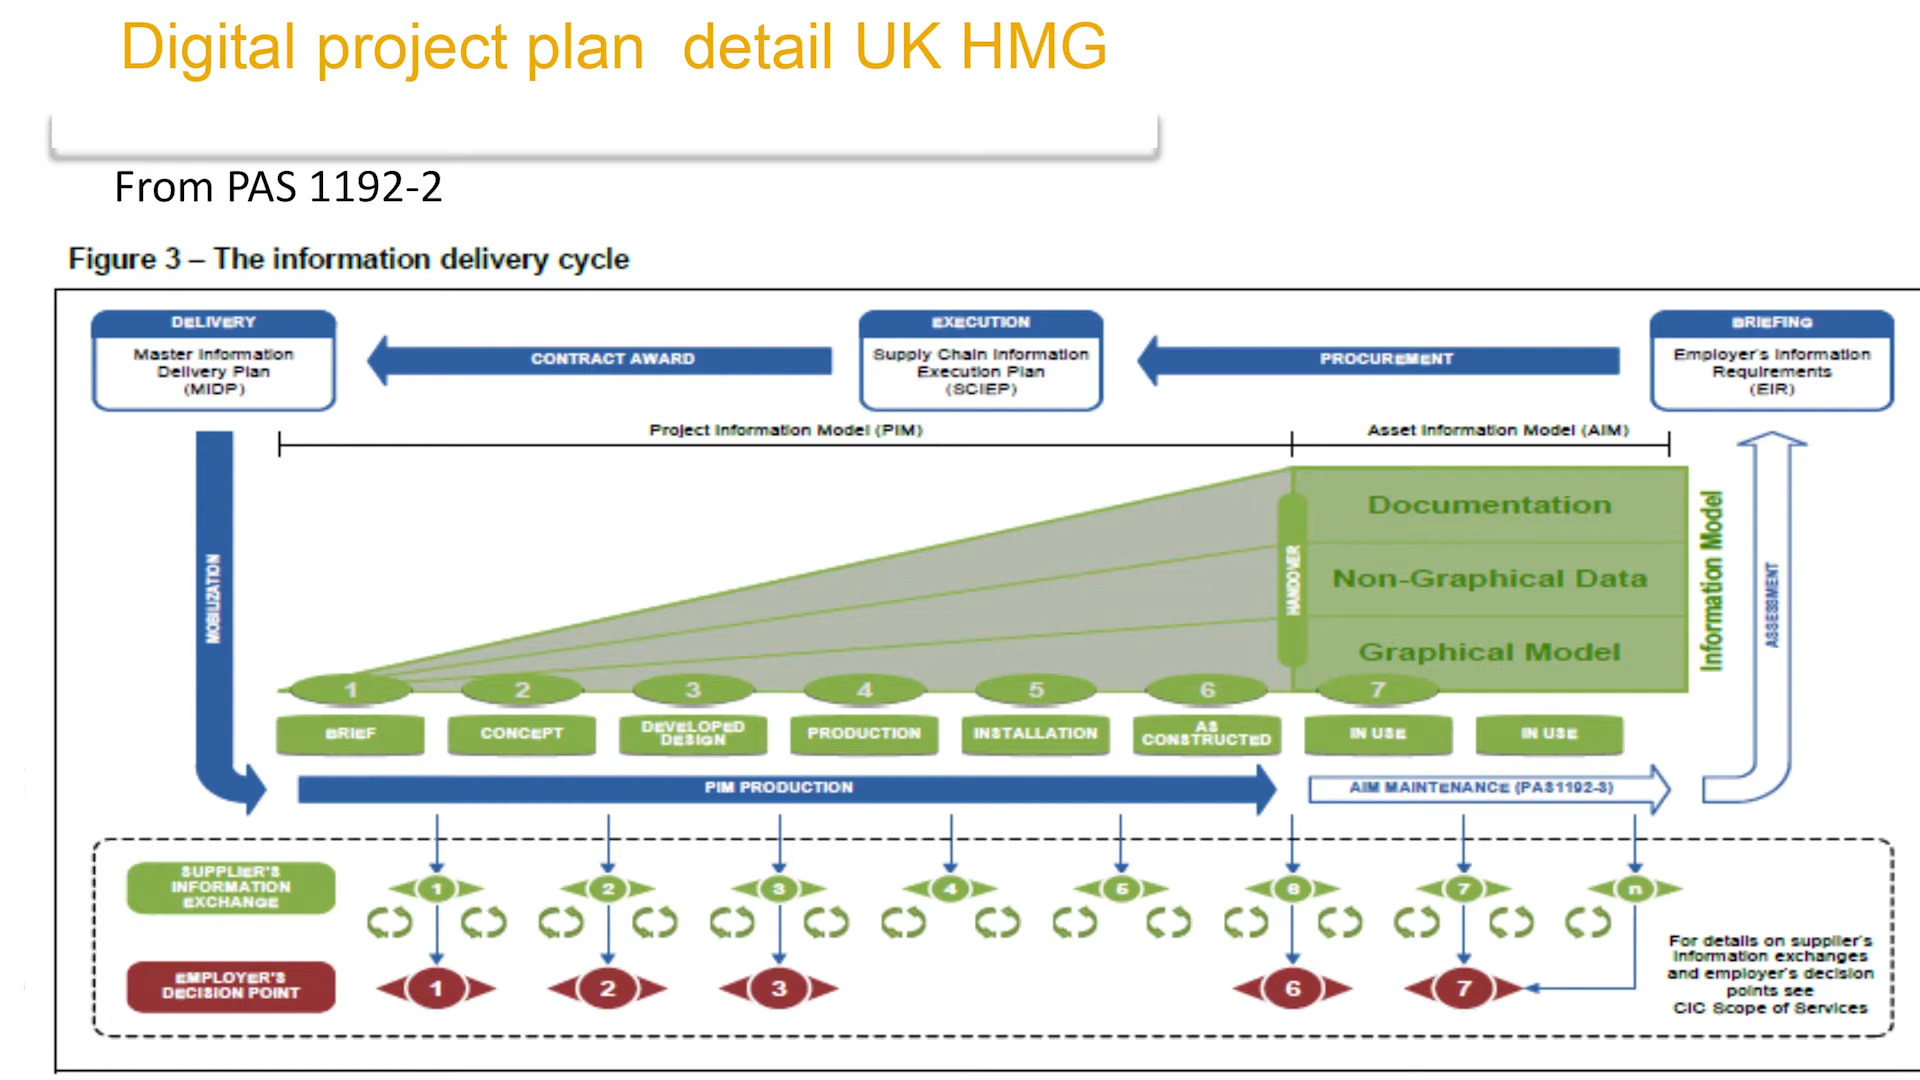 Digital project plan  detail UK HMG
From PAS 1192-2
Figure 3 – The information delivery cycle
DELIVERY
Master Information
Delivery Plan
(MIDP)
CONTRACT AWARD
EXECUTION
Supply Chain Information
Execution Plan
(SCIEP)
PROCUREMENT
BRIEFING
Employer's Information
Requirements
(EIR)
Project Information Model (PIM)
Asset Information Model (AIM)
MOBILIZATION
HANDOVER
Documentation
Non-Graphical Data
Graphical Model
Information Model
ASSESSMENT
1 2 3 4 5 6 7
BRIEF
CONCEPT
DEVELOPED
DESIGN
PRODUCTION
INSTALLATION
AS
CONSTRUCTED
IN USE
IN USE
PIM PRODUCTION
AIM MAINTENANCE (PAS1192-3)
SUPPLIER'S
INFORMATION
EXCHANGE
1 2 3 4 5 6 7 n
EMPLOYER'S
DECISION POINT
1 2 3 6 7
For details on supplier's
information exchanges
and employer's decision
points see
CIC Scope of Services